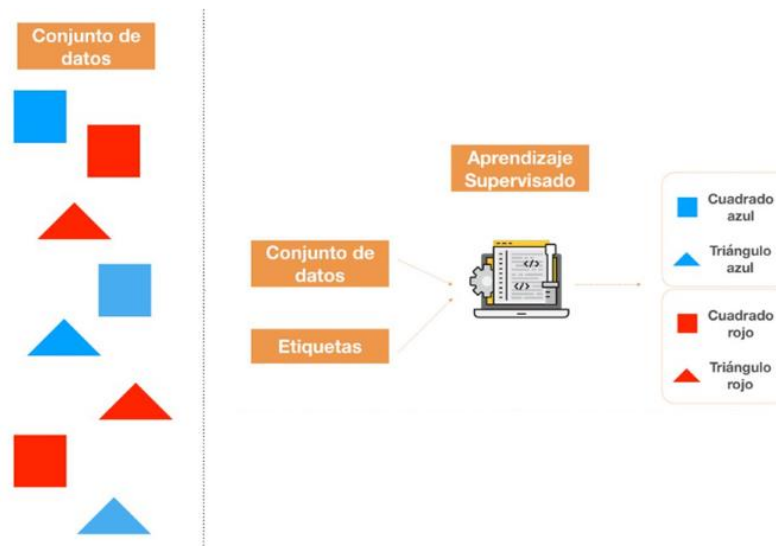 Conjunto de
datos
Aprendizaje
Supervisado
Conjunto de
datos
Etiquetas
</>
</>
Cuadrado
azul
Triángulo
azul
Cuadrado
rojo
Triángulo
rojo